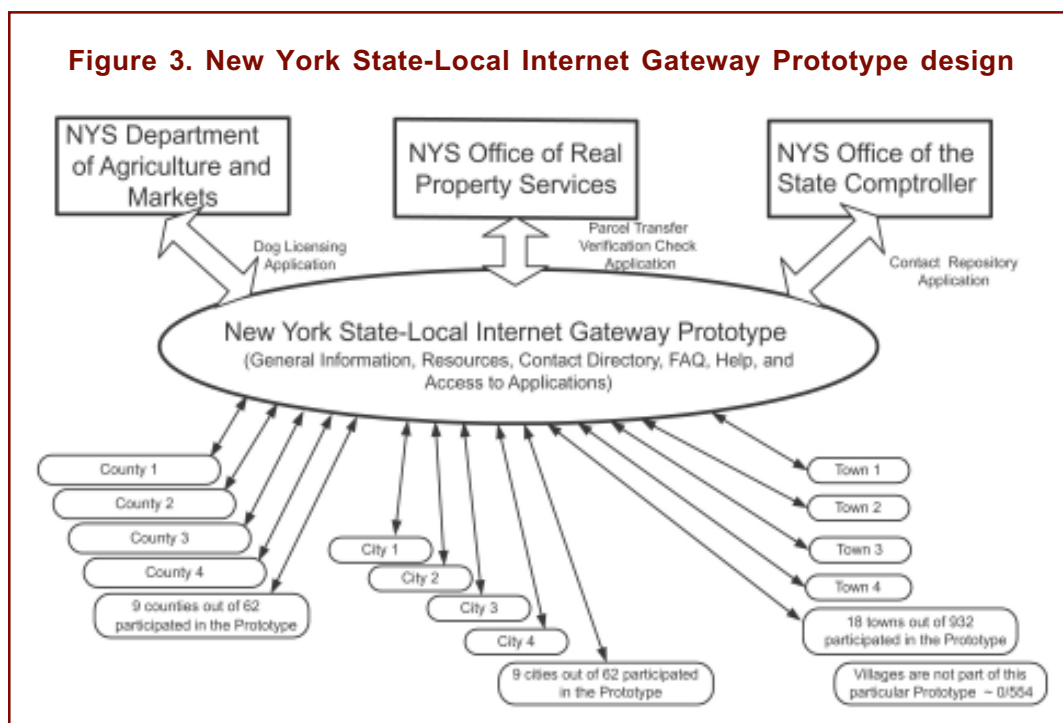 Figure 3. New York State-Local Internet Gateway Prototype design
NYS Department
of Agriculture and
Markets
NYS Office of Real
Property Services
NYS Office of the
State Comptroller
Dog Licensing
Application
Parcel Transfer
Verification Check
Application
Contact Repository
Application
New York State-Local Internet Gateway Prototype
(General Information, Resources, Contact Directory, FAQ, Help, and
Access to Applications)
County 1
County 2
County 3
County 4
9 counties out of 62
participated in the Prototype
City 1
City 2
City 3
City 4
9 cities out of 62 participated
in the Prototype
Town 1
Town 2
Town 3
Town 4
18 towns out of 932
participated in the Prototype
Villages are not part of this
particular Prototype ~ 0/554